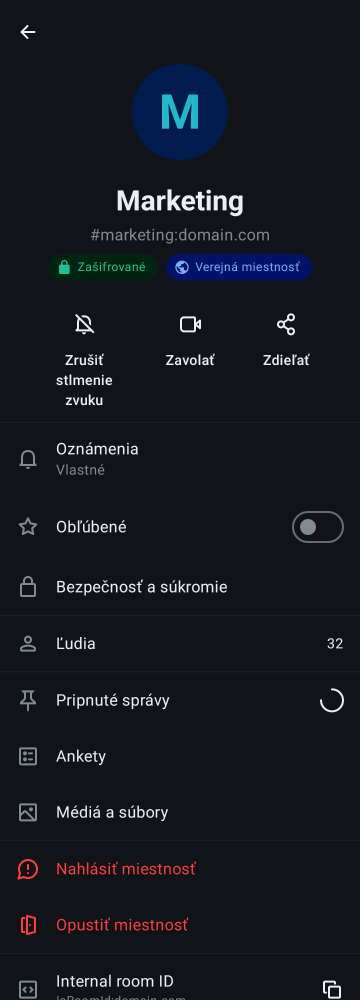 M
Marketing
#marketing:domain.com
Zašifrované
Verejná miestnosť
Zrušiť
stlmenie
zvuku
Zavolať
Zdieľať
Oznámenia
Vlastné
Obľúbené
Bezpečnosť a súkromie
Ľudia
32
Pripnuté správy
Ankety
Médiá a súbory
Nahlásiť miestnosť
Opustiť miestnosť
Internal room ID